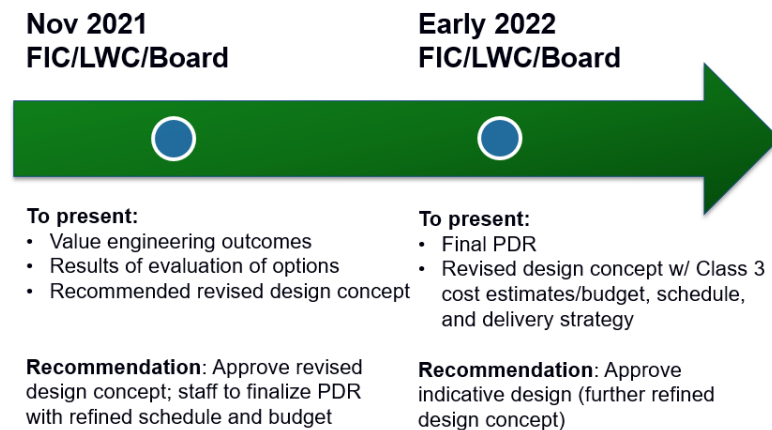 Nov 2021
FIC/LWC/Board
To present:
• Value engineering outcomes
• Results of evaluation of options
• Recommended revised design concept
Recommendation: Approve revised
design concept; staff to finalize PDR
with refined schedule and budget
Early 2022
FIC/LWC/Board
To present:
• Final PDR
• Revised design concept w/ Class 3
cost estimates/budget, schedule,
and delivery strategy
Recommendation: Approve
indicative design (further refined
design concept)